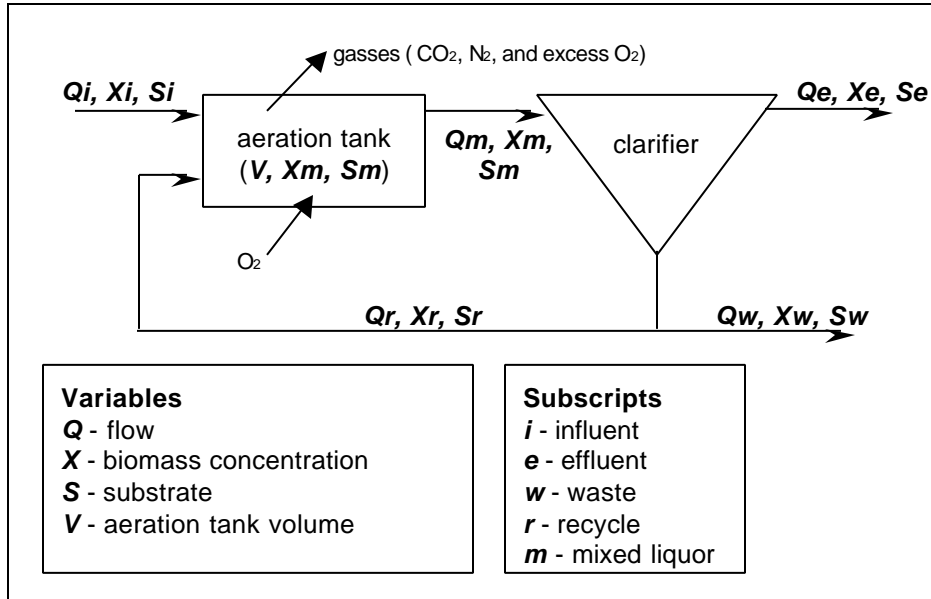 gasses ( CO₂, N₂, and excess O₂)
Qi, Xi, Si
aeration tank
(V, Xm, Sm)
O₂
Qm, Xm,
Sm
clarifier
Qe, Xe, Se
Qr, Xr, Sr
Qw, Xw, Sw
Variables
Q - flow
X - biomass concentration
S - substrate
V - aeration tank volume
Subscripts
i - influent
e - effluent
w - waste
r - recycle
m - mixed liquor